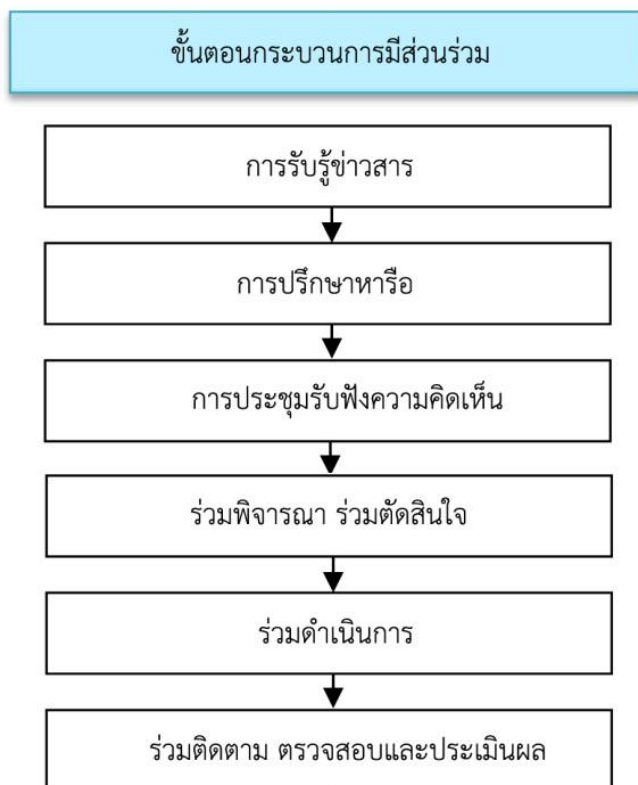 ขั้นตอนกระบวนการมีส่วนร่วม
การรับรู้ข่าวสาร
การปรึกษาหารือ
การประชุมรับฟังความคิดเห็น
ร่วมพิจารณา ร่วมตัดสินใจ
ร่วมดำเนินการ
ร่วมติดตาม ตรวจสอบและประเมินผล